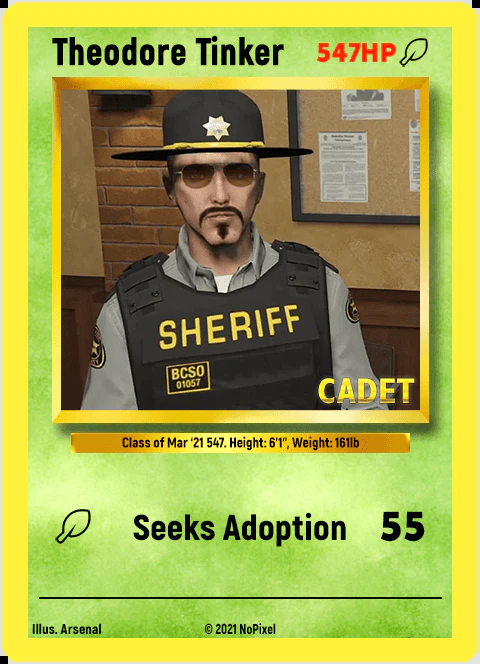 Theodore Tinker 547HP
SHERIFF
BCSO
01057
CADET
Class of Mar '21 547. Height: 6'1", Weight: 161lb
Seeks Adoption 55
Illus. Arsenal © 2021 NoPixel